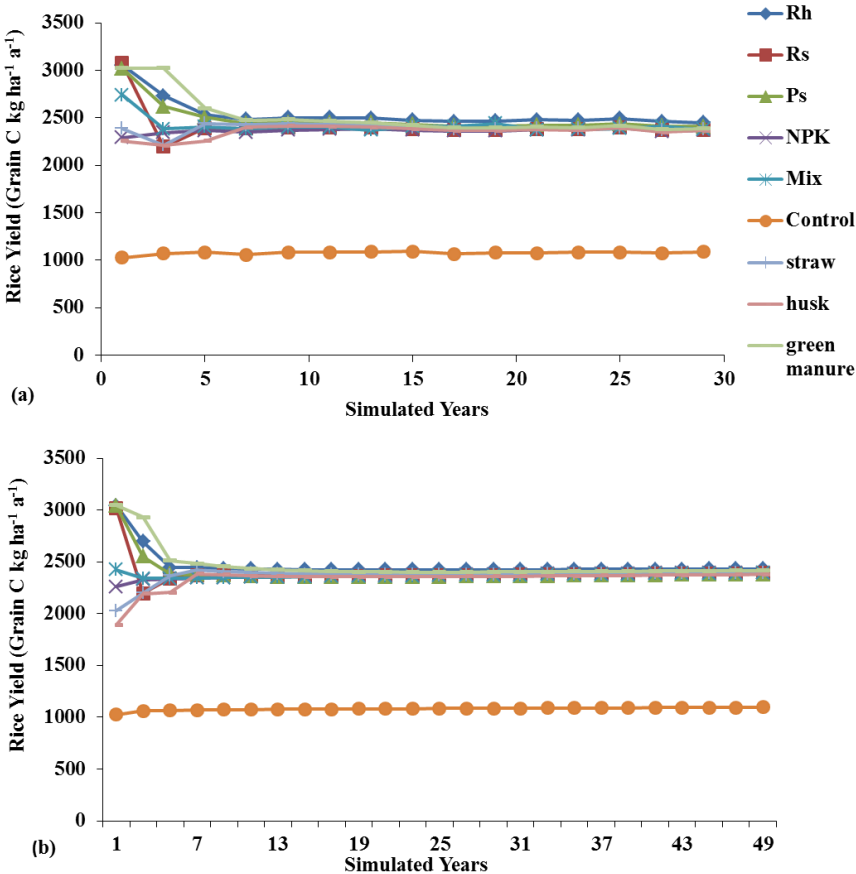 3500
3000
2500
2000
1500
1000
500
0
Rice Yield (Grain C kg ha⁻¹ a⁻¹)
0 5 10 15 20 25 30
Simulated Years
(a)
Rh
Rs
Ps
NPK
Mix
Control
straw
husk
green
manure
3500
3000
2500
2000
1500
1000
500
0
Rice Yield (Grain C kg ha⁻¹ a⁻¹)
1 7 13 19 25 31 37 43 49
Simulated Years
(b)